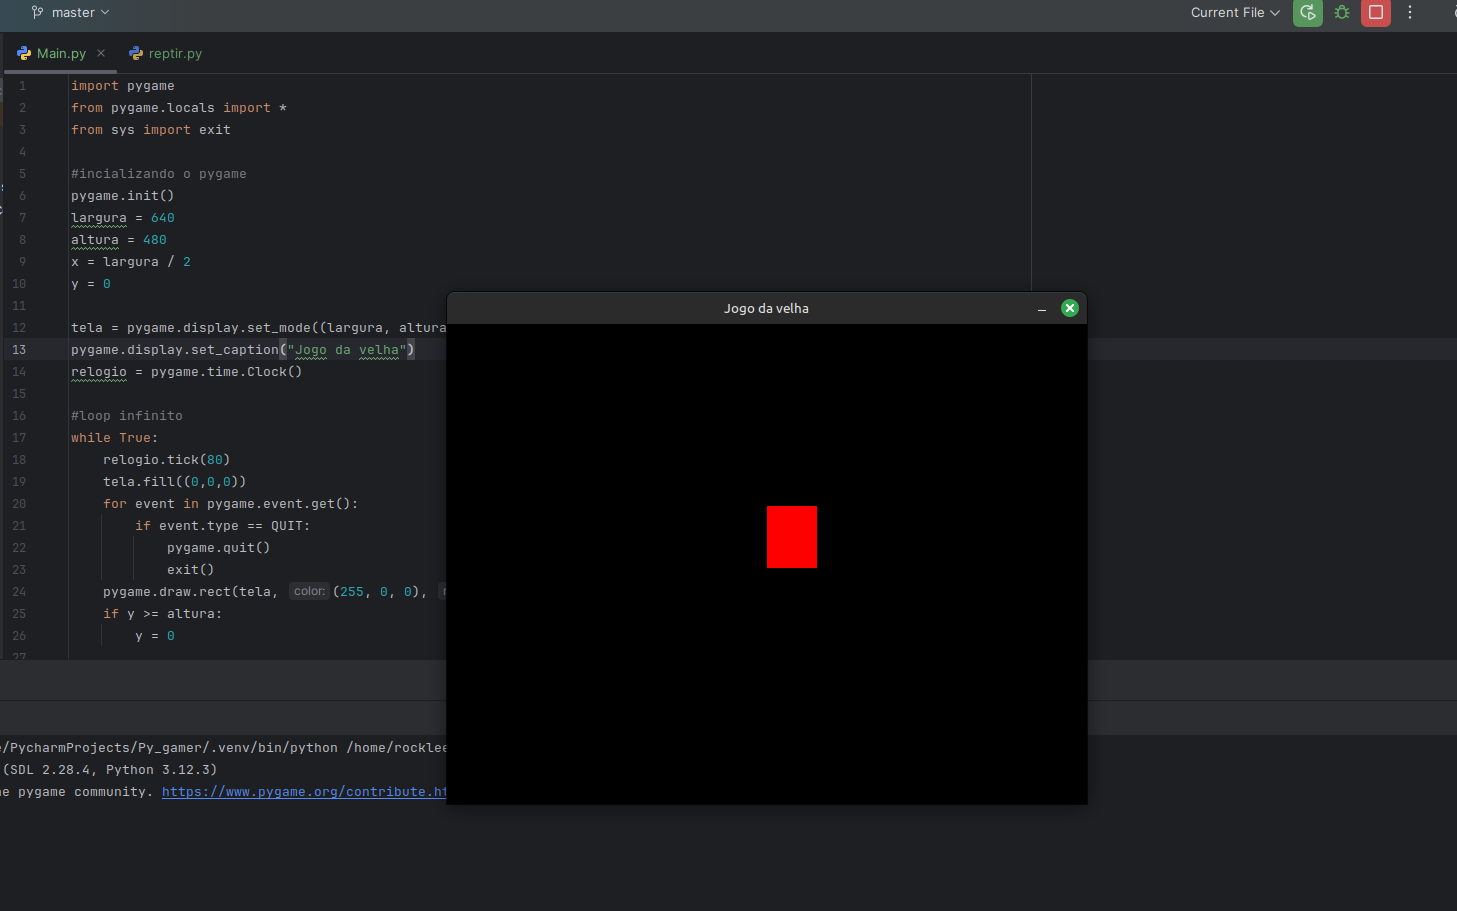 master
Current File
Main.py
reptir.py
1 import pygame
2 from pygame.locals import *
3 from sys import exit
4
5 #incializando o pygame
6 pygame.init()
7 largura = 640
8 altura = 480
9 x = largura / 2
10 y = 0
11
12 tela = pygame.display.set_mode((largura, altura
13 pygame.display.set_caption("Jogo da velha")
14 relogio = pygame.time.Clock()
15
16 #loop infinito
17 while True:
18 relogio.tick(80)
19 tela.fill((0,0,0))
20 for event in pygame.event.get():
21 if event.type == QUIT:
22 pygame.quit()
23 exit()
24 pygame.draw.rect(tela, color: (255, 0, 0),
25 if y >= altura:
26 y = 0
27
Jogo da velha
/PycharmProjects/Py_gamer/.venv/bin/python /home/rocklee
(SDL 2.28.4, Python 3.12.3)
pygame community. https://www.pygame.org/contribute.ht